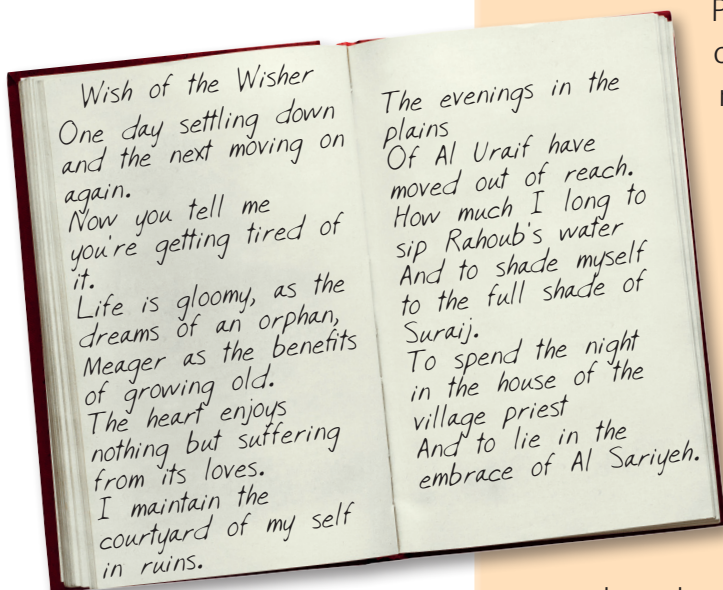 Wish of the Wisher
One day settling down
and the next moving on
again.
Now you tell me
you're getting tired of
it.
Life is gloomy, as the
dreams of an orphan,
Meager as the benefits
of growing old.
The heart enjoys
nothing but suffering
from its loves.
I maintain the
courtyard of my self
in ruins.
The evenings in the
plains
Of Al Uraif have
moved out of reach.
How much I long to
sip Rahoub's water
And to shade myself
to the full shade of
Suraij.
To spend the night
in the house of the
village priest
And to lie in the
embrace of Al Sariyeh.